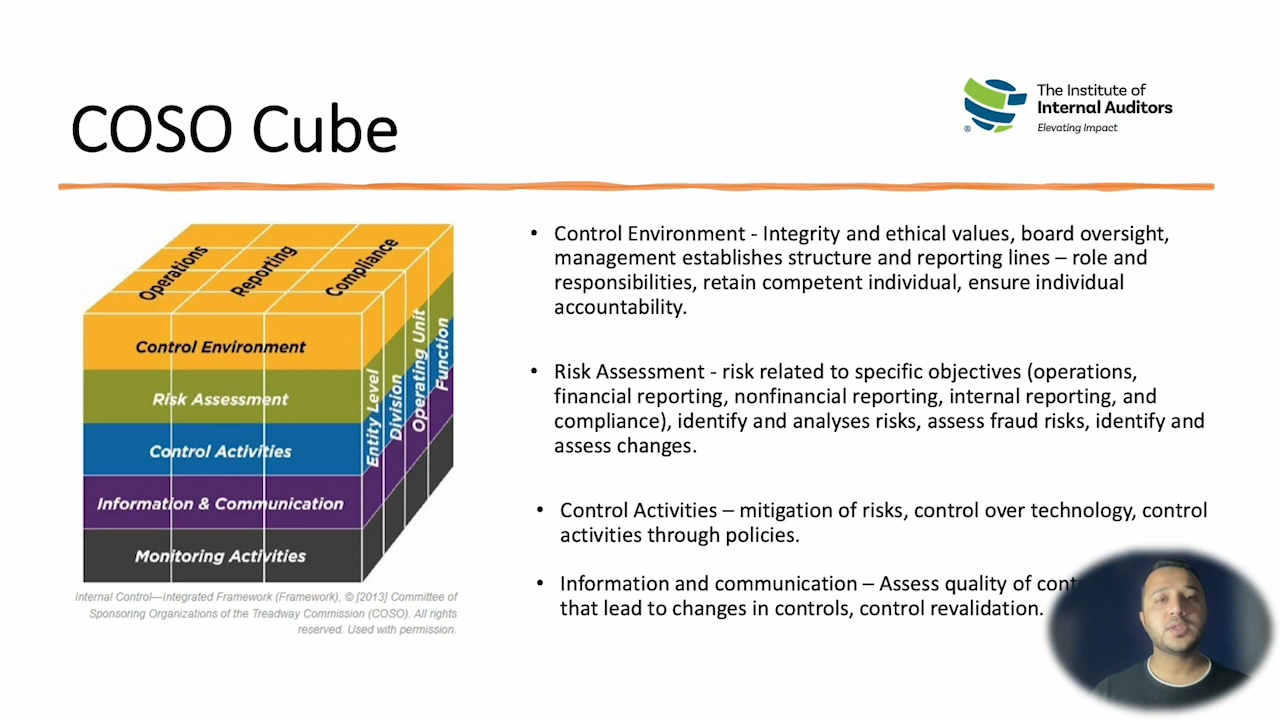 COSO Cube
The Institute of
Internal Auditors
Elevating Impact
®
Operations
Reporting
Compliance
Control Environment
Risk Assessment
Control Activities
Information & Communication
Monitoring Activities
Entity Level
Division
Operating Unit
Function
Internal Control—Integrated Framework (Framework), © [2013] Committee of
Sponsoring Organizations of the Treadway Commission (COSO). All rights
reserved. Used with permission.
• Control Environment - Integrity and ethical values, board oversight,
management establishes structure and reporting lines – role and
responsibilities, retain competent individual, ensure individual
accountability.
• Risk Assessment - risk related to specific objectives (operations,
financial reporting, nonfinancial reporting, internal reporting, and
compliance), identify and analyses risks, assess fraud risks, identify and
assess changes.
• Control Activities – mitigation of risks, control over technology, control
activities through policies.
• Information and communication – Assess quality of
that lead to changes in controls, control revalidation.